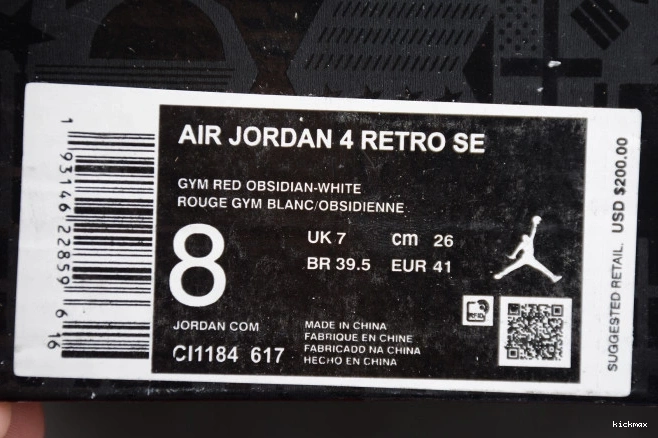 AIR JORDAN 4 RETRO SE
GYM RED OBSIDIAN-WHITE
ROUGE GYM BLANC/OBSIDIENNE
8
UK 7 cm 26
BR 39.5 EUR 41
JORDAN COM
CI1184 617
MADE IN CHINA
FABRIQUE EN CHINE
FABRICADO NA CHINA
HECHO EN CHINA
RFID
1 93146 22859 6 16
SUGGESTED RETAIL. USD $200.00
kickmax